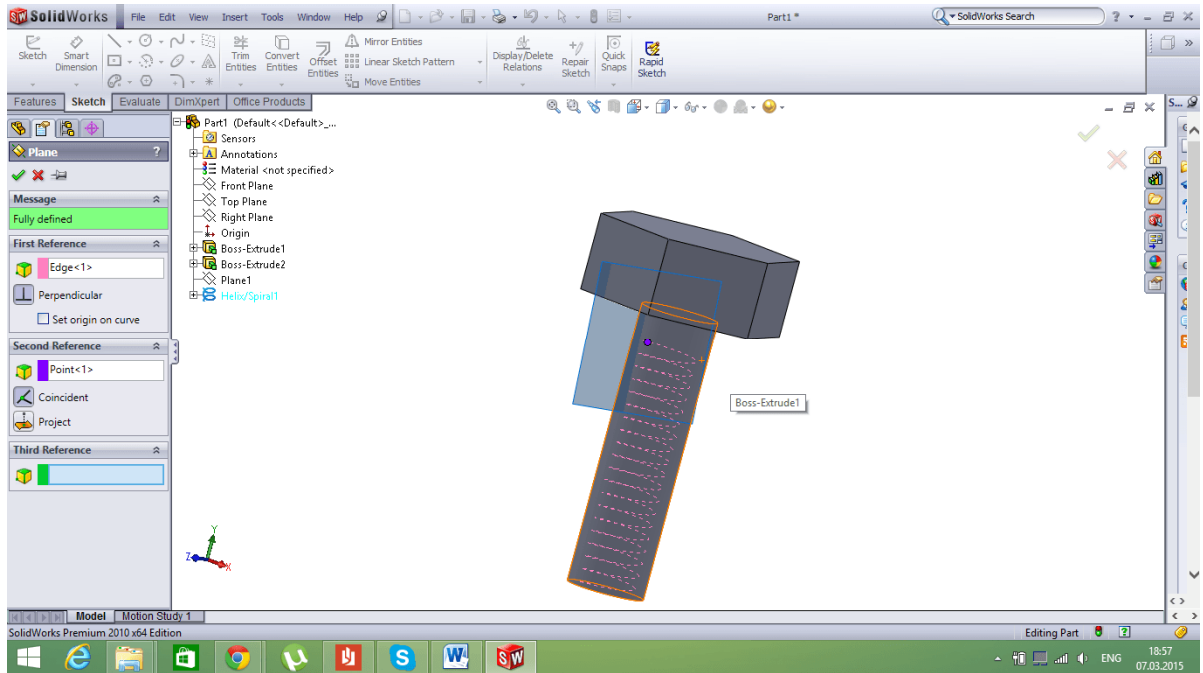 SolidWorks File Edit View Insert Tools Window Help Part1 * SolidWorks Search ?
Sketch Smart Dimension Trim Entities Convert Entities Offset Entities Mirror Entities Linear Sketch Pattern Move Entities Display/Delete Relations Repair Sketch Quick Snaps Rapid Sketch
Features Sketch Evaluate DimXpert Office Products S...
Plane ?
Message
Fully defined
First Reference
Edge<1>
Perpendicular
Set origin on curve
Second Reference
Point<1>
Coincident
Project
Third Reference
Part1 (Default<<Default>_...
Sensors
A Annotations
Material <not specified>
Front Plane
Top Plane
Right Plane
Origin
Boss-Extrude1
Boss-Extrude2
Plane1
Helix/Spiral1
Boss-Extrude1
Y
Z
X
Model Motion Study 1
SolidWorks Premium 2010 x64 Edition Editing Part ?
ENG 18:57
07.03.2015